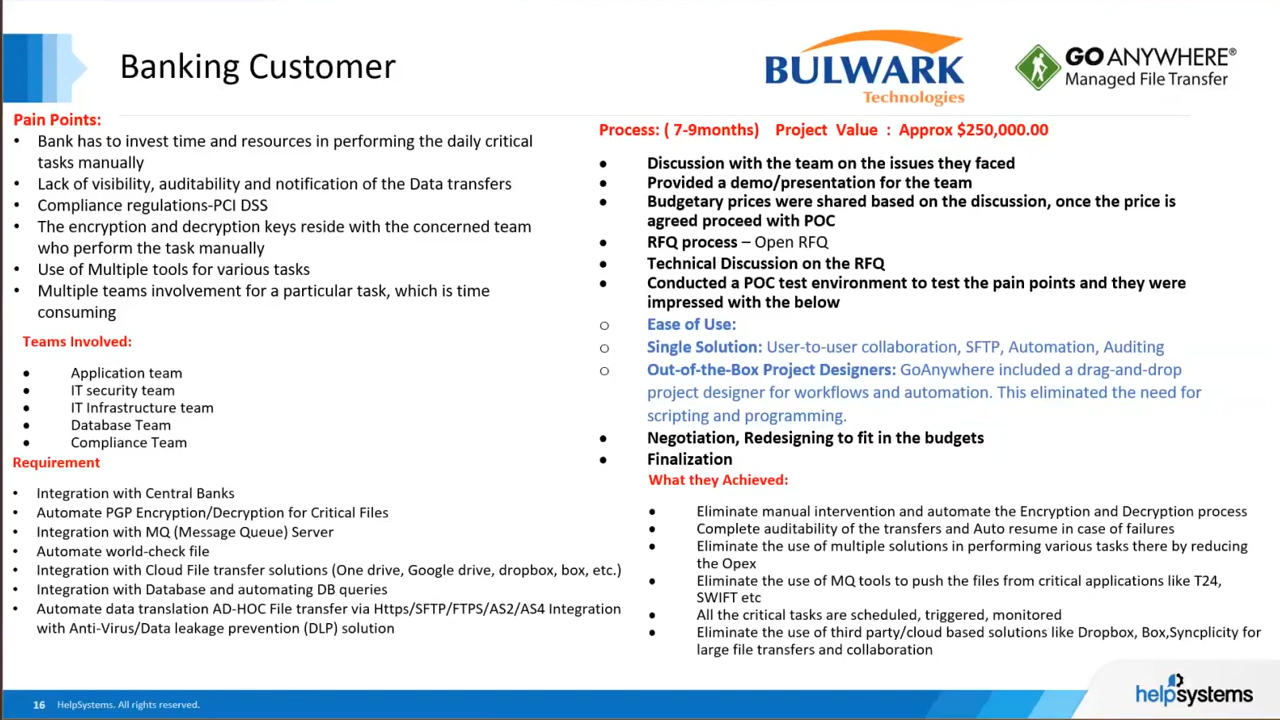 Banking Customer
BULWARK
Technologies
GO ANYWHERE®
Managed File Transfer
Pain Points:
• Bank has to invest time and resources in performing the daily critical
tasks manually
• Lack of visibility, auditability and notification of the Data transfers
• Compliance regulations-PCI DSS
• The encryption and decryption keys reside with the concerned team
who perform the task manually
• Use of Multiple tools for various tasks
• Multiple teams involvement for a particular task, which is time
consuming
Teams Involved:
● Application team
● IT security team
● IT Infrastructure team
● Database Team
● Compliance Team
Requirement
• Integration with Central Banks
• Automate PGP Encryption/Decryption for Critical Files
• Integration with MQ (Message Queue) Server
• Automate world-check file
• Integration with Cloud File transfer solutions (One drive, Google drive, dropbox, box, etc.)
• Integration with Database and automating DB queries
• Automate data translation AD-HOC File transfer via Https/SFTP/FTPS/AS2/AS4 Integration
with Anti-Virus/Data leakage prevention (DLP) solution
Process: ( 7-9months) Project Value : Approx $250,000.00
● Discussion with the team on the issues they faced
● Provided a demo/presentation for the team
● Budgetary prices were shared based on the discussion, once the price is
agreed proceed with POC
● RFQ process – Open RFQ
● Technical Discussion on the RFQ
● Conducted a POC test environment to test the pain points and they were
impressed with the below
○ Ease of Use:
○ Single Solution: User-to-user collaboration, SFTP, Automation, Auditing
○ Out-of-the-Box Project Designers: GoAnywhere included a drag-and-drop
project designer for workflows and automation. This eliminated the need for
scripting and programming.
● Negotiation, Redesigning to fit in the budgets
● Finalization
What they Achieved:
● Eliminate manual intervention and automate the Encryption and Decryption process
● Complete auditability of the transfers and Auto resume in case of failures
● Eliminate the use of multiple solutions in performing various tasks there by reducing
the Opex
● Eliminate the use of MQ tools to push the files from critical applications like T24,
SWIFT etc
● All the critical tasks are scheduled, triggered, monitored
● Eliminate the use of third party/cloud based solutions like Dropbox, Box,Syncplicity for
large file transfers and collaboration
16 HelpSystems. All rights reserved.
helpsystems